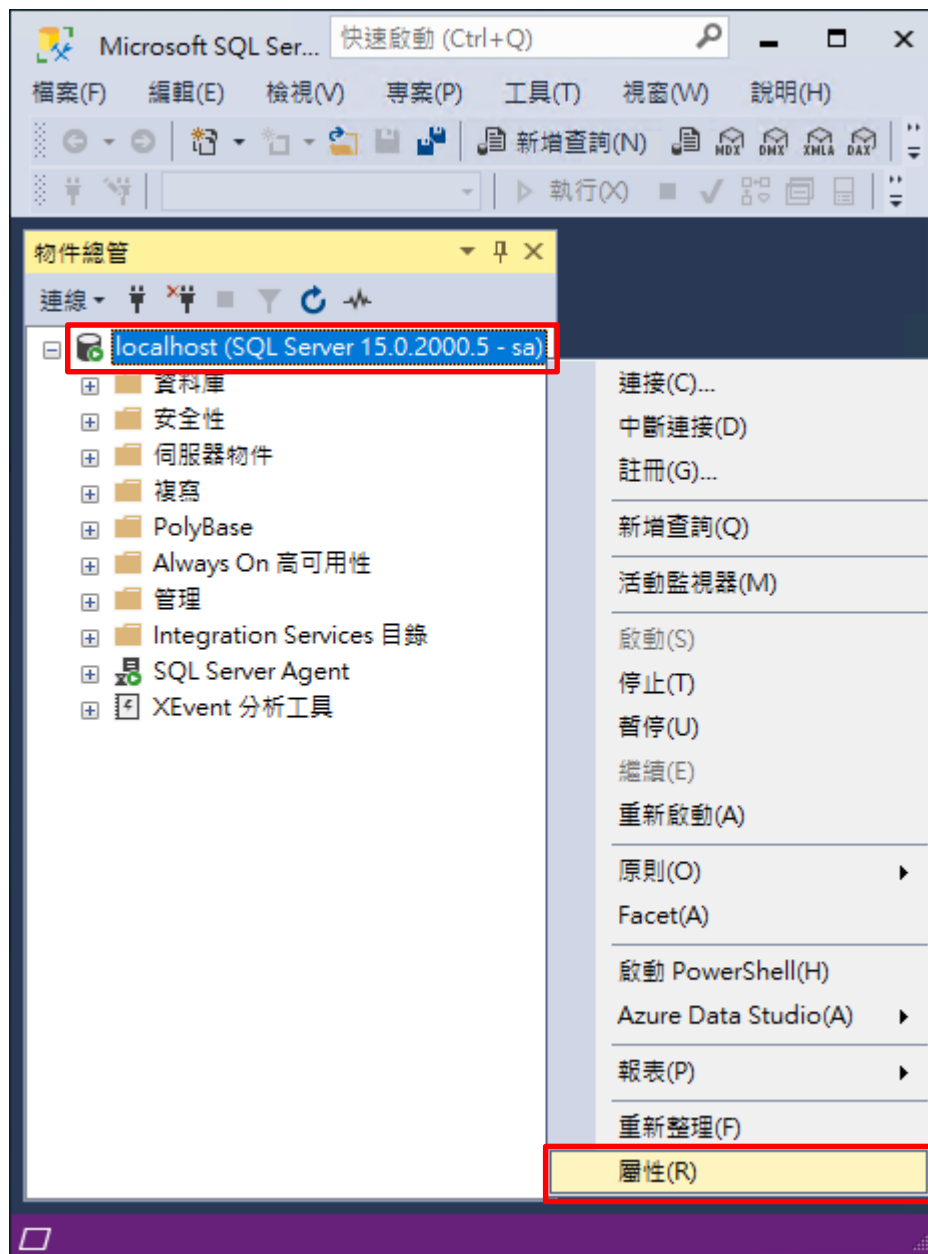 Microsoft SQL Ser...
快速啟動 (Ctrl+Q)
檔案(F) 編輯(E) 檢視(V) 專案(P) 工具(T) 視窗(W) 說明(H)
新增查詢(N) MDX DMX XMLA DAX
執行(X)
物件總管
連線
localhost (SQL Server 15.0.2000.5 - sa)
資料庫
安全性
伺服器物件
複寫
PolyBase
Always On 高可用性
管理
Integration Services 目錄
SQL Server Agent
XEvent 分析工具
連接(C)...
中斷連接(D)
註冊(G)...
新增查詢(Q)
活動監視器(M)
啟動(S)
停止(T)
暫停(U)
繼續(E)
重新啟動(A)
原則(O)
Facet(A)
啟動 PowerShell(H)
Azure Data Studio(A)
報表(P)
重新整理(F)
屬性(R)